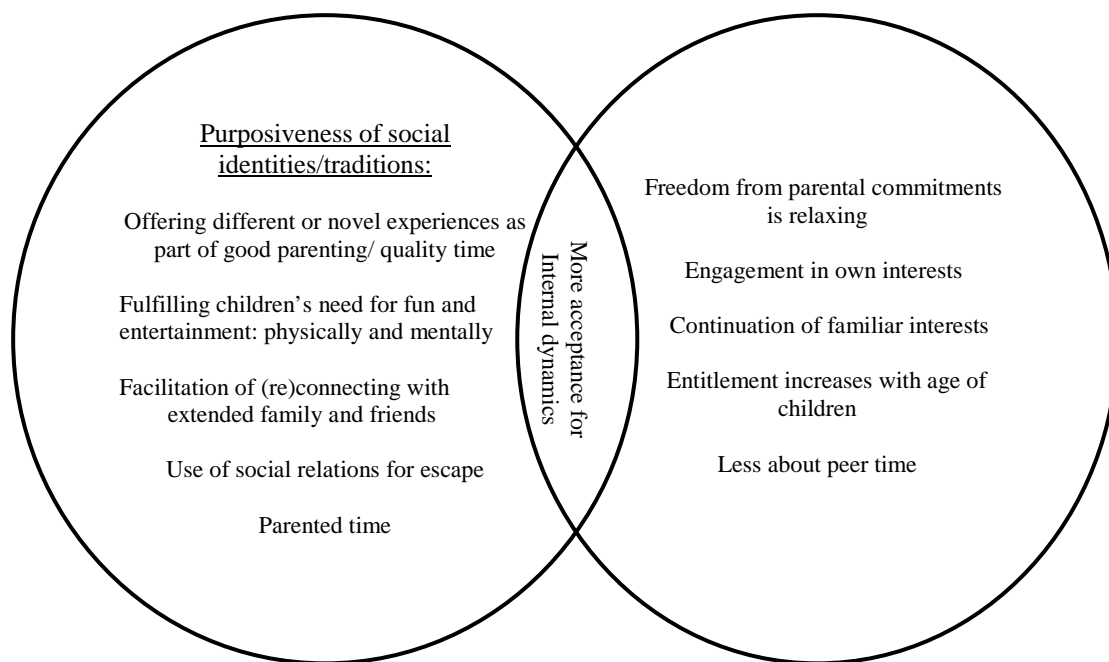 Purposiveness of social
identities/traditions:
Offering different or novel experiences as
part of good parenting/ quality time
Fulfilling children’s need for fun and
entertainment: physically and mentally
Facilitation of (re)connecting with
extended family and friends
Use of social relations for escape
Parented time
More acceptance for
Internal dynamics
Freedom from parental commitments
is relaxing
Engagement in own interests
Continuation of familiar interests
Entitlement increases with age of
children
Less about peer time